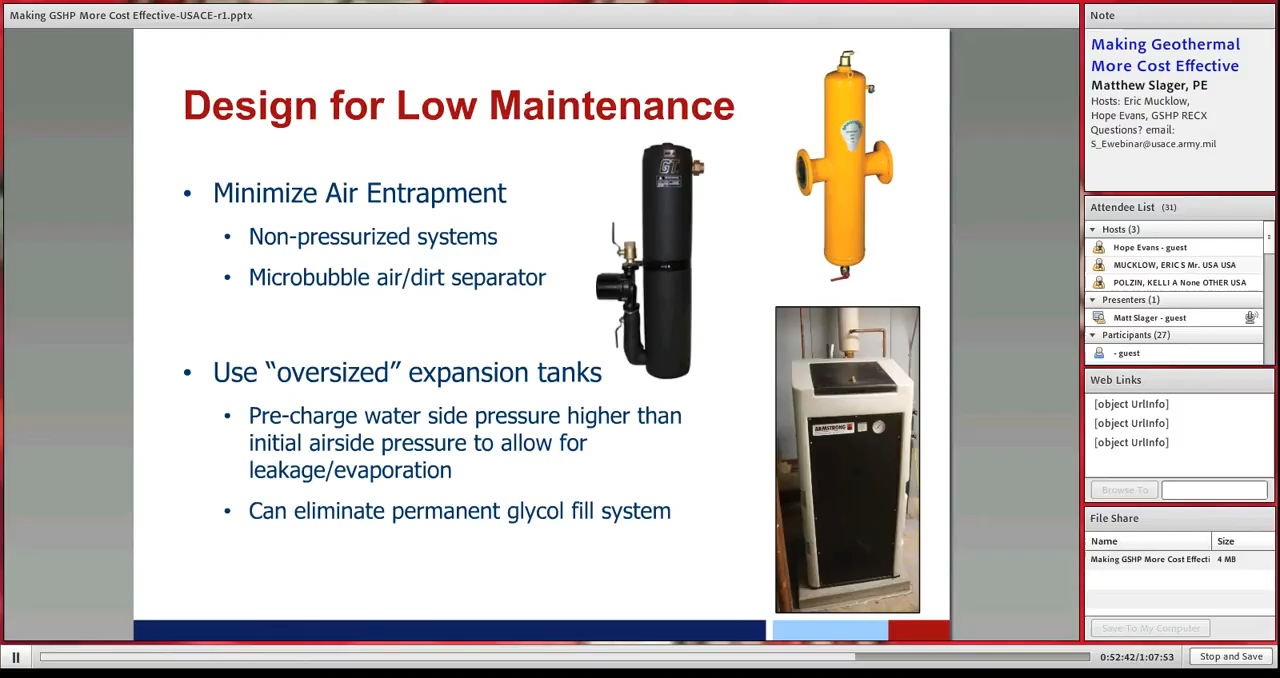 Making GSHP More Cost Effective-USACE-r1.pptx
Design for Low Maintenance
• Minimize Air Entrapment
• Non-pressurized systems
• Microbubble air/dirt separator
• Use “oversized” expansion tanks
• Pre-charge water side pressure higher than
initial airside pressure to allow for
leakage/evaporation
• Can eliminate permanent glycol fill system
GT
ARMSTRONG
Note
Making Geothermal
More Cost Effective
Matthew Slager, PE
Hosts: Eric Mucklow,
Hope Evans, GSHP RECX
Questions? email:
S_Ewebinar@usace.army.mil
Attendee List (31)
Hosts (3)
Hope Evans - guest
MUCKLOW, ERIC S Mr. USA USA
POLZIN, KELLI A None OTHER USA
Presenters (1)
Matt Slager - guest
Participants (27)
- guest
Web Links
[object UrlInfo]
[object UrlInfo]
[object UrlInfo]
Browse To
File Share
Name Size
Making GSHP More Cost Effecti 4 MB
Save To My Computer
0:52:42/1:07:53
Stop and Save